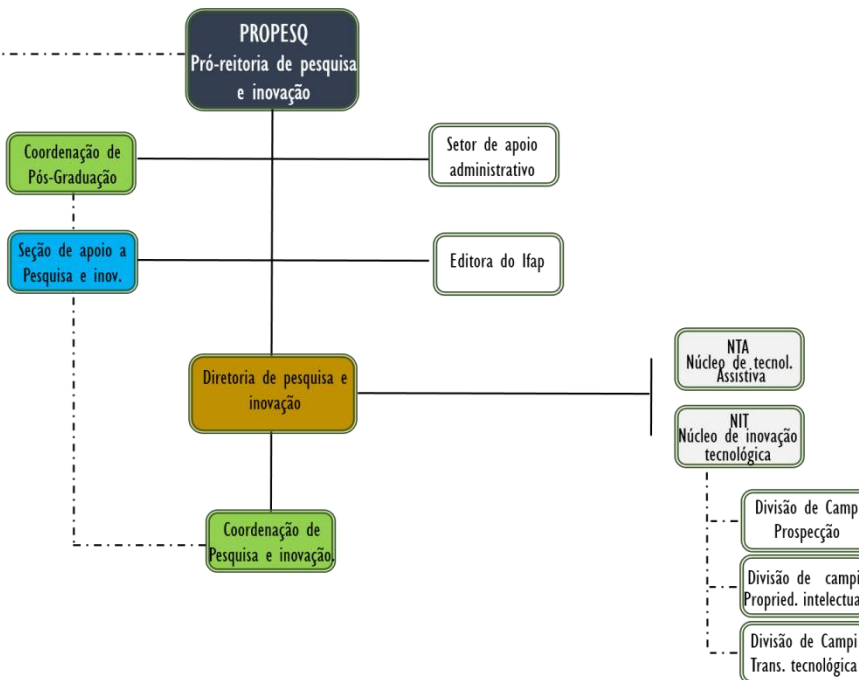 PROPESQ
Pró-reitoria de pesquisa
e inovação
Coordenação de
Pós-Graduação
Setor de apoio
administrativo
Seção de apoio a
Pesquisa e inov.
Editora do Ifap
Diretoria de pesquisa e
inovação
NTA
Núcleo de tecnol.
Assistiva
NIT
Núcleo de inovação
tecnológica
Coordenação de
Pesquisa e inovação.
Divisão de Camp
Prospecção
Divisão de campi
Propried. intelectua
Divisão de Campi
Trans. tecnológica